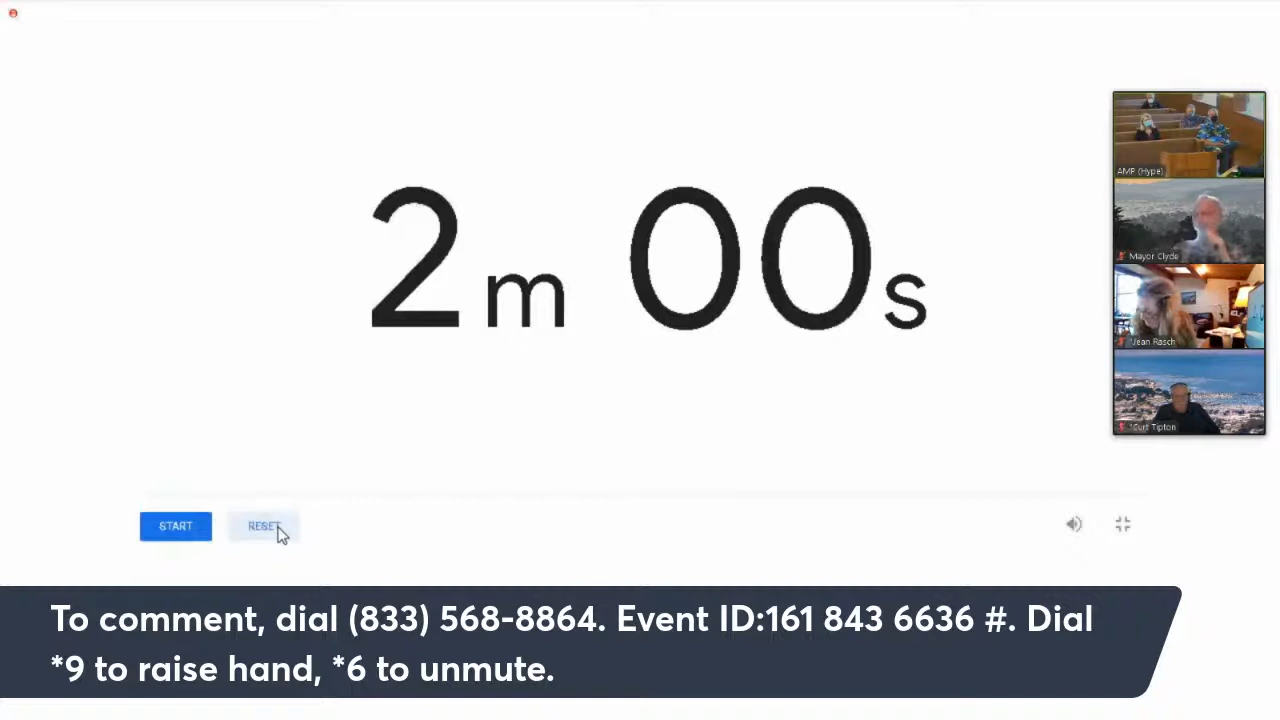 2m 00s
AMP (Hype)
Mayor Clyde
*Jean Rasch
*Curt Tipton
START
RESET
To comment, dial (833) 568-8864. Event ID:161 843 6636 #. Dial
*9 to raise hand, *6 to unmute.